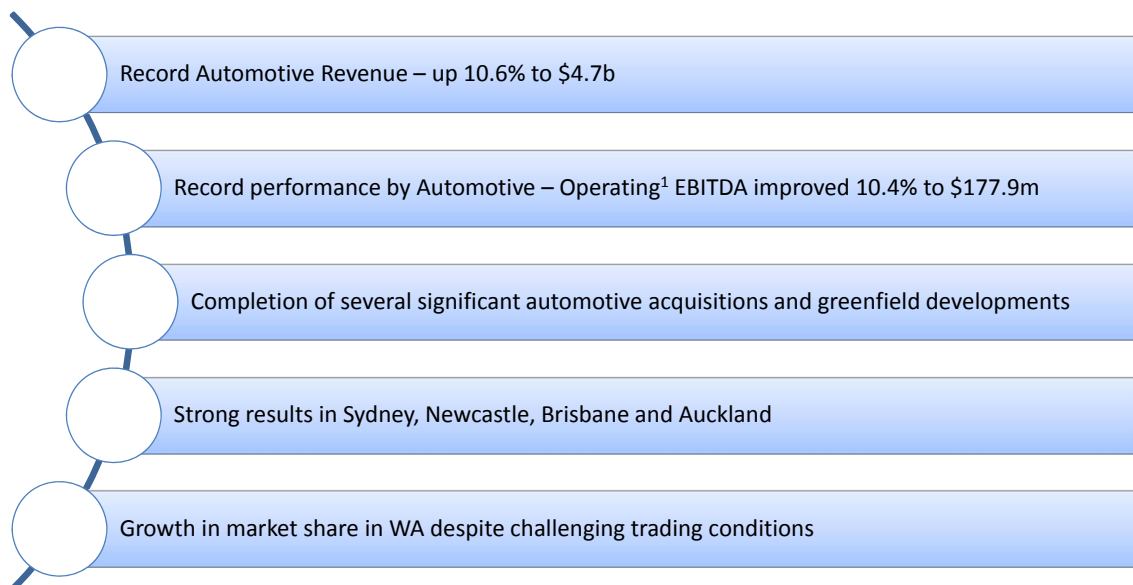 Record Automotive Revenue – up 10.6% to $4.7b
Record performance by Automotive – Operating¹ EBITDA improved 10.4% to $177.9m
Completion of several significant automotive acquisitions and greenfield developments
Strong results in Sydney, Newcastle, Brisbane and Auckland
Growth in market share in WA despite challenging trading conditions